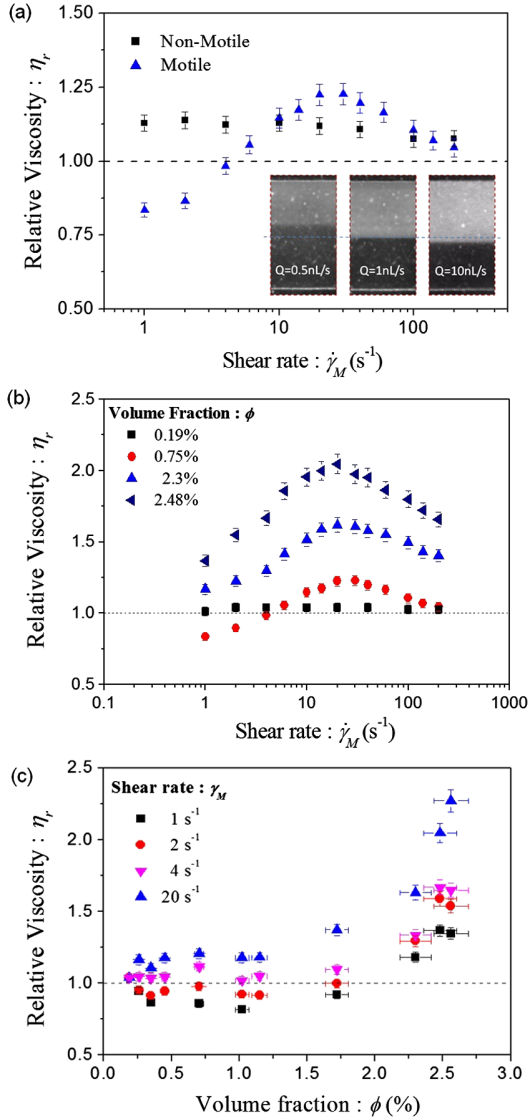 (a)
1.50
1.25
1.00
0.75
0.50
Relative Viscosity : ηr
Non-Motile
Motile
Q=0.5nL/s
Q=1nL/s
Q=10nL/s
1
10
100
Shear rate : γ̇M (s-1)
(b)
2.5
2.0
1.5
1.0
0.5
Relative Viscosity : ηr
Volume Fraction : ϕ
0.19%
0.75%
2.3%
2.48%
0.1
1
10
100
1000
Shear rate : γ̇M (s-1)
(c)
2.5
2.0
1.5
1.0
0.5
Relative Viscosity : ηr
Shear rate : γM
1 s-1
2 s-1
4 s-1
20 s-1
0.0
0.5
1.0
1.5
2.0
2.5
3.0
Volume fraction : ϕ (%)